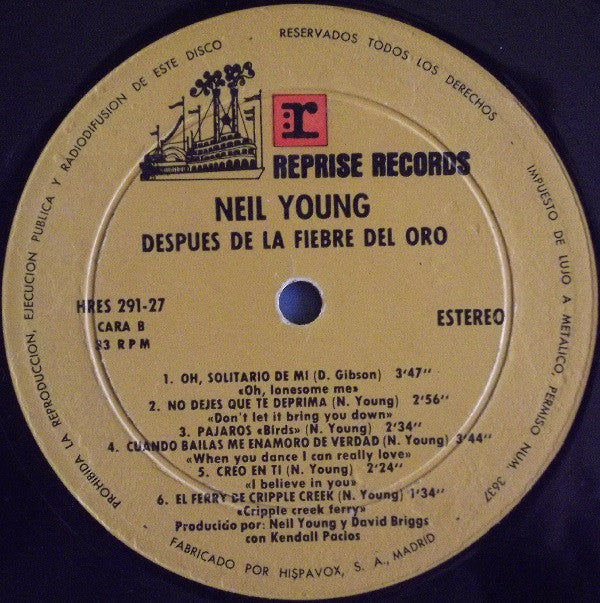 RESERVADOS TODOS LOS DERECHOS
IMPUESTO DE LUJO A METALICO, PERMISO NUM. 3637
PROHIBIDA LA REPRODUCCION, EJECUCION PUBLICA Y RADIODIFUSION DE ESTE DISCO
r
REPRISE RECORDS
NEIL YOUNG
DESPUES DE LA FIEBRE DEL ORO
HRES 291-27
CARA B
33 RPM
ESTEREO
1. OH, SOLITARIO DE MI (D. Gibson) 3'47''
«Oh, lonesome me»
2. NO DEJES QUE TE DEPRIMA (N. Young) 2'56''
«Don't let it bring you down»
3. PAJAROS «Birds» (N. Young) 2'34''
4. CUANDO BAILAS ME ENAMORO DE VERDAD (N. Young) 3'44''
«When you dance I can really love»
5. CREO EN TI (N. Young) 2'24''
«I believe in you»
6. EL FERRY DE CRIPPLE CREEK (N. Young) 1'34''
«Cripple creek ferry»
Producido por: Neil Young y David Briggs
con Kendall Pacios
FABRICADO POR HISPAVOX, S. A., MADRID